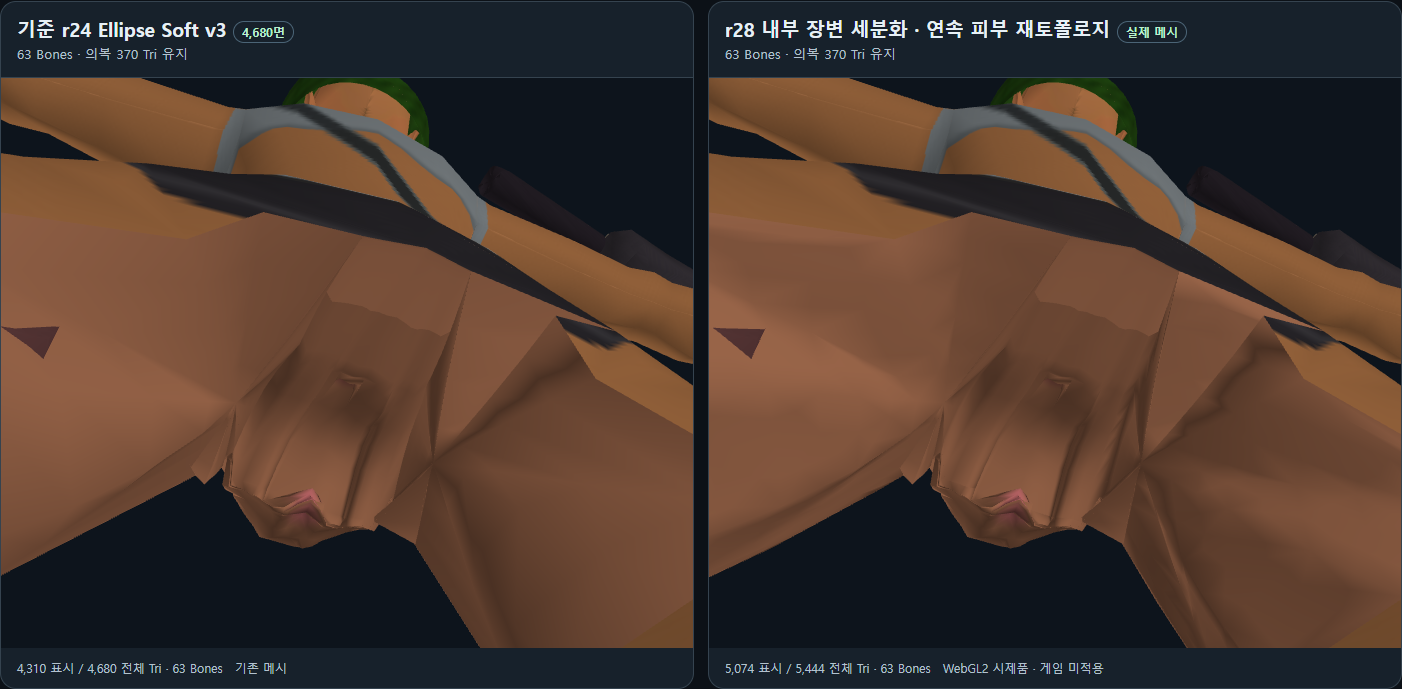 기준 r24 Ellipse Soft v3 4,680면
63 Bones · 의복 370 Tri 유지
r28 내부 장변 세분화 · 연속 피부 재토폴로지 실제 메시
63 Bones · 의복 370 Tri 유지
4,310 표시 / 4,680 전체 Tri · 63 Bones 기존 메시
5,074 표시 / 5,444 전체 Tri · 63 Bones WebGL2 시제품 · 게임 미적용